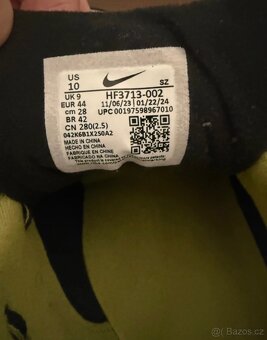 US 10
SZ
UK 9
HF3713-002
EUR 44
11/06/23 | 01/22/24
cm 28
UPC 00197598967010
BR 42
CN 280(2.5)
042K6B1X250A2
MADE IN CHINA
HECHO EN CHINA
FABRIQUE EN CHINE
FABRICADO NA CHINA
bazos.cz